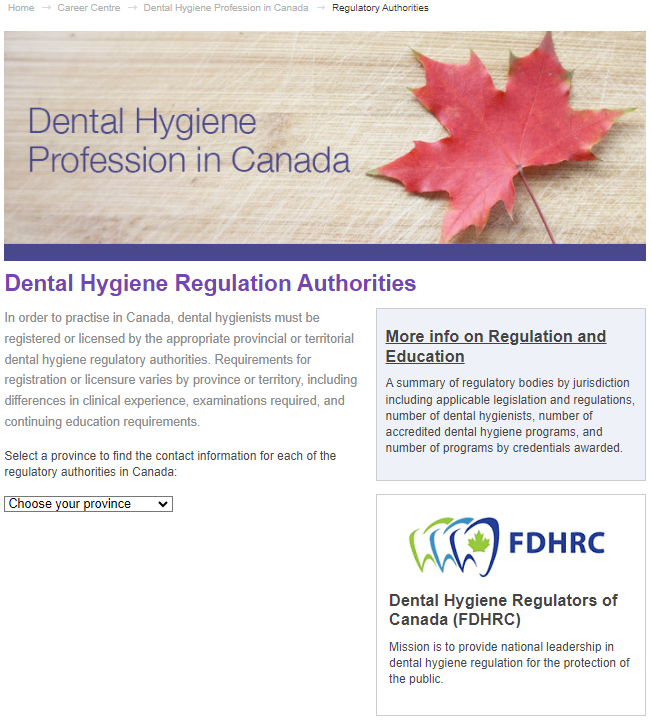 Home → Career Centre → Dental Hygiene Profession in Canada → Regulatory Authorities
Dental Hygiene
Profession in Canada
Dental Hygiene Regulation Authorities
In order to practise in Canada, dental hygienists must be
registered or licensed by the appropriate provincial or territorial
dental hygiene regulatory authorities. Requirements for
registration or licensure varies by province or territory, including
differences in clinical experience, examinations required, and
continuing education requirements.
Select a province to find the contact information for each of the
regulatory authorities in Canada:
Choose your province
More info on Regulation and
Education
A summary of regulatory bodies by jurisdiction
including applicable legislation and regulations,
number of dental hygienists, number of
accredited dental hygiene programs, and
number of programs by credentials awarded.
FDHRC
Dental Hygiene Regulators of
Canada (FDHRC)
Mission is to provide national leadership in
dental hygiene regulation for the protection of
the public.